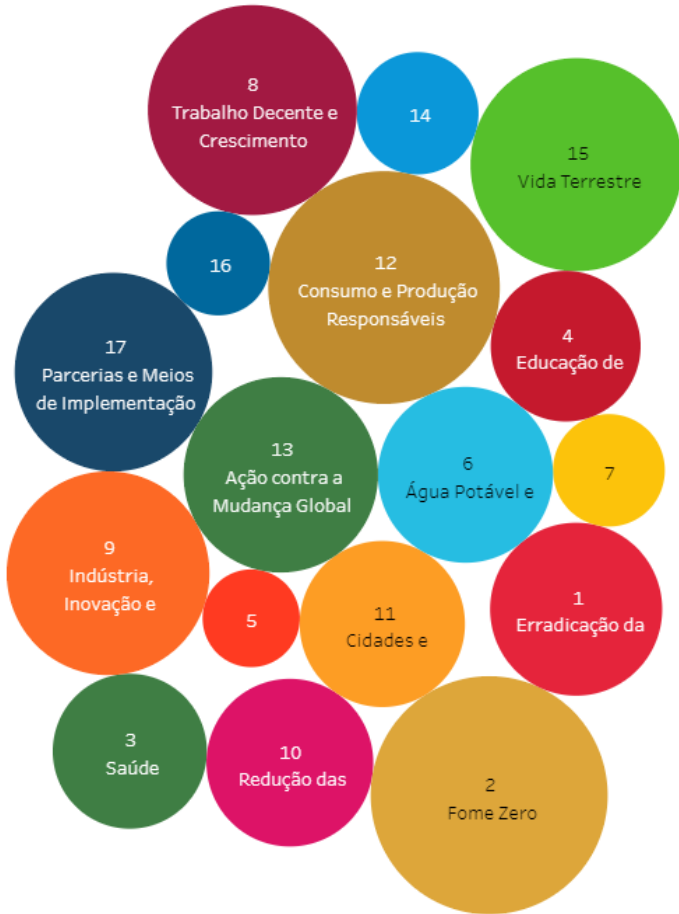 8
Trabalho Decente e
Crescimento
14
15
Vida Terrestre
16
12
Consumo e Produção
Responsáveis
4
Educação de
17
Parcerias e Meios
de Implementação
13
Ação contra a
Mudança Global
6
Água Potável e
7
9
Indústria,
Inovação e
5
11
Cidades e
1
Erradicação da
3
Saúde
10
Redução das
2
Fome Zero